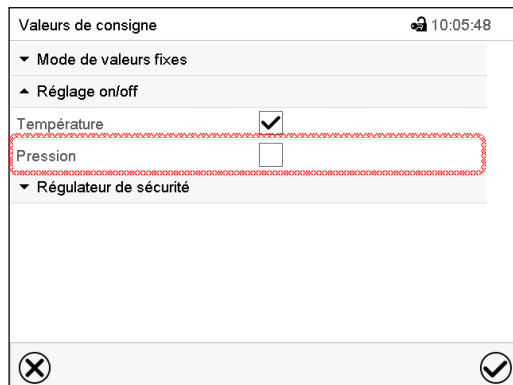 Valeurs de consigne 10:05:48
Mode de valeurs fixes
Réglage on/off
Température
Pression
Régulateur de sécurité